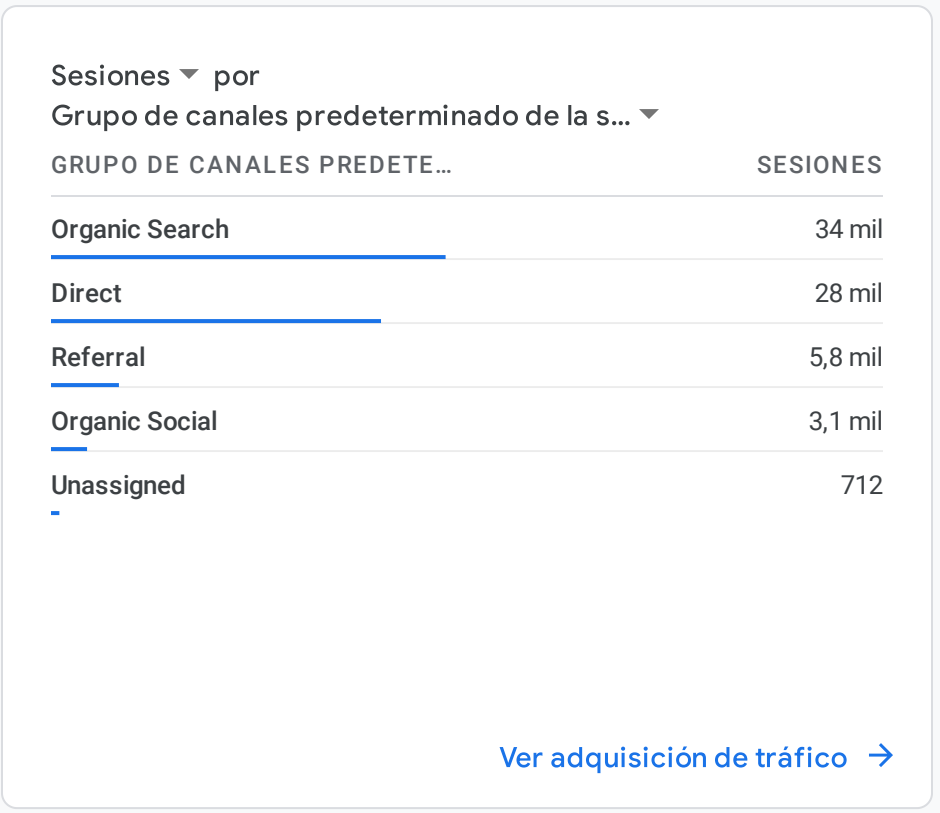 Sesiones por
Grupo de canales predeterminado de la s...
GRUPO DE CANALES PREDETE... SESIONES
Organic Search 34 mil
Direct 28 mil
Referral 5,8 mil
Organic Social 3,1 mil
Unassigned 712
Ver adquisición de tráfico